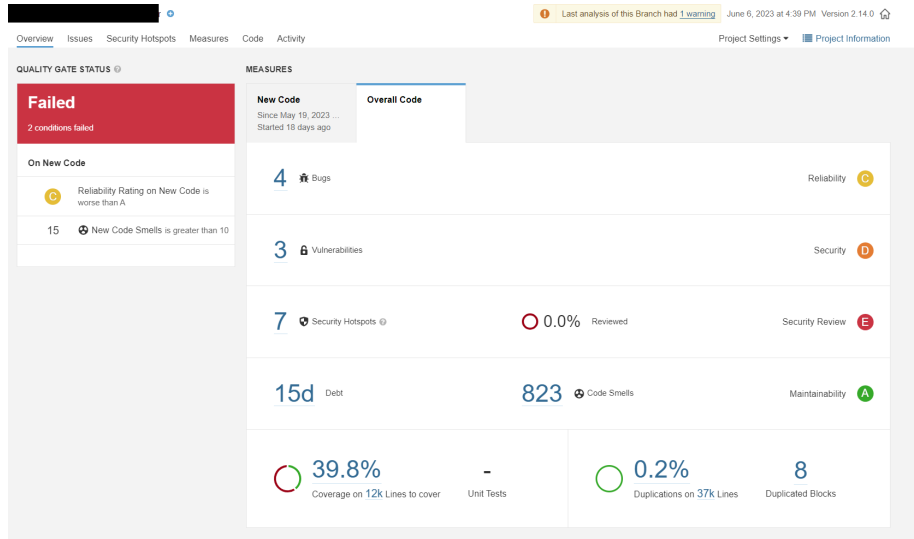 Last analysis of this Branch had 1 warning June 6, 2023 at 4:39 PM Version 2.14.0
Overview Issues Security Hotspots Measures Code Activity
Project Settings Project Information
QUALITY GATE STATUS
Failed
2 conditions failed
On New Code
C Reliability Rating on New Code is
worse than A
15 New Code Smells is greater than 10
MEASURES
New Code
Since May 19, 2023 ...
Started 18 days ago
Overall Code
4 Bugs Reliability C
3 Vulnerabilities Security D
7 Security Hotspots 0.0% Reviewed Security Review E
15d Debt 823 Code Smells Maintainability A
39.8%
Coverage on 12k Lines to cover
-
Unit Tests
0.2%
Duplications on 37k Lines
8
Duplicated Blocks